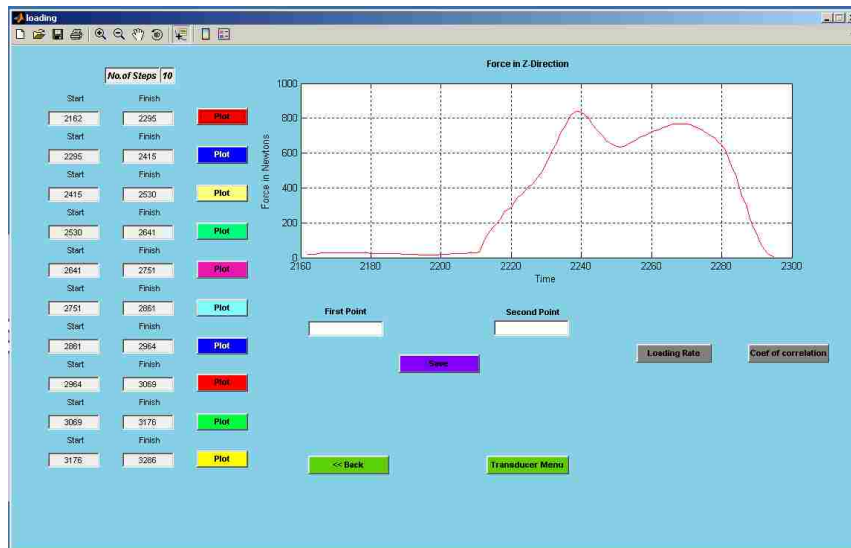 loading
Force in Z-Direction
No.of Steps 10
Start Finish
2162 2295 Plot
Start Finish
2295 2415 Plot
Start Finish
2415 2530 Plot
Start Finish
2530 2641 Plot
Start Finish
2641 2751 Plot
Start Finish
2751 2861 Plot
Start Finish
2861 2964 Plot
Start Finish
2964 3069 Plot
Start Finish
3069 3176 Plot
Start Finish
3176 3286 Plot
1000
800
600
400
200
0
Force in Newtons
2160 2180 2200 2220 2240 2260 2280 2300
Time
First Point Second Point
Save
Loading Rate Coef of correlation
<< Back Transducer Menu